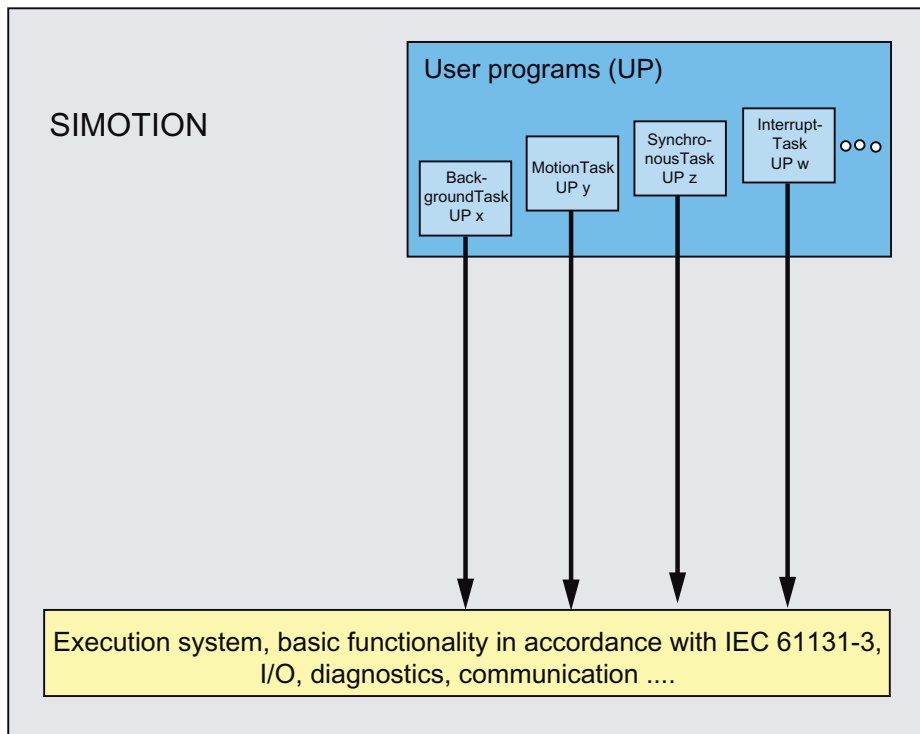 User programs (UP)
SIMOTION
Back-
groundTask
UP x
MotionTask
UP y
Synchro-
nousTask
UP z
Interrupt-
Task
UP w
Execution system, basic functionality in accordance with IEC 61131-3,
I/O, diagnostics, communication ....